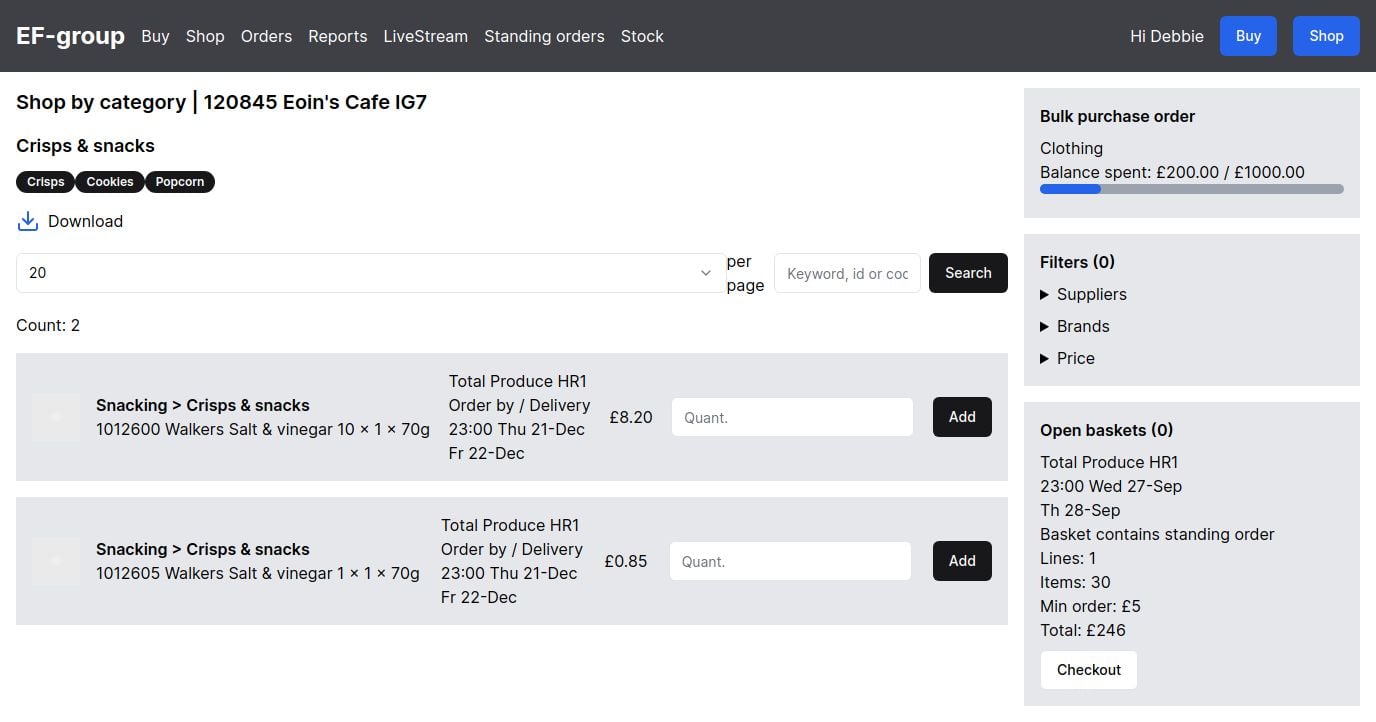 EF-group Buy Shop Orders Reports LiveStream Standing orders Stock Hi Debbie Buy Shop
Shop by category | 120845 Eoin's Cafe IG7
Crisps & snacks
Crisps Cookies Popcorn
Download
20 per page Keyword, id or coc Search
Count: 2
Snacking > Crisps & snacks
1012600 Walkers Salt & vinegar 10 × 1 × 70g
Total Produce HR1
Order by / Delivery
23:00 Thu 21-Dec
Fr 22-Dec
£8.20
Quant.
Add
Snacking > Crisps & snacks
1012605 Walkers Salt & vinegar 1 × 1 × 70g
Total Produce HR1
Order by / Delivery
23:00 Thu 21-Dec
Fr 22-Dec
£0.85
Quant.
Add
Bulk purchase order
Clothing
Balance spent: £200.00 / £1000.00
Filters (0)
Suppliers
Brands
Price
Open baskets (0)
Total Produce HR1
23:00 Wed 27-Sep
Th 28-Sep
Basket contains standing order
Lines: 1
Items: 30
Min order: £5
Total: £246
Checkout